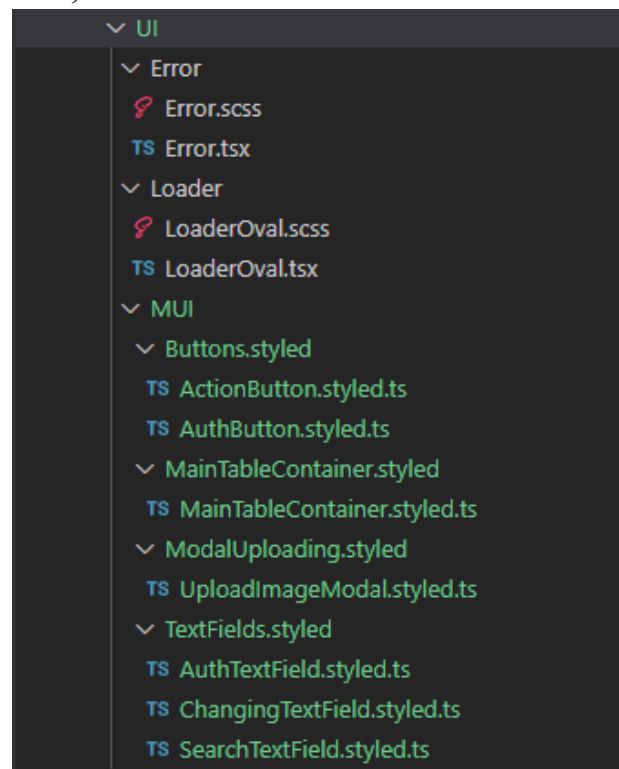 UI
Error
Error.scss
TS Error.tsx
Loader
LoaderOval.scss
TS LoaderOval.tsx
MUI
Buttons.styled
TS ActionButton.styled.ts
TS AuthButton.styled.ts
MainTableContainer.styled
TS MainTableContainer.styled.ts
ModalUploading.styled
TS UploadImageModal.styled.ts
TextFields.styled
TS AuthTextField.styled.ts
TS ChangingTextField.styled.ts
TS SearchTextField.styled.ts